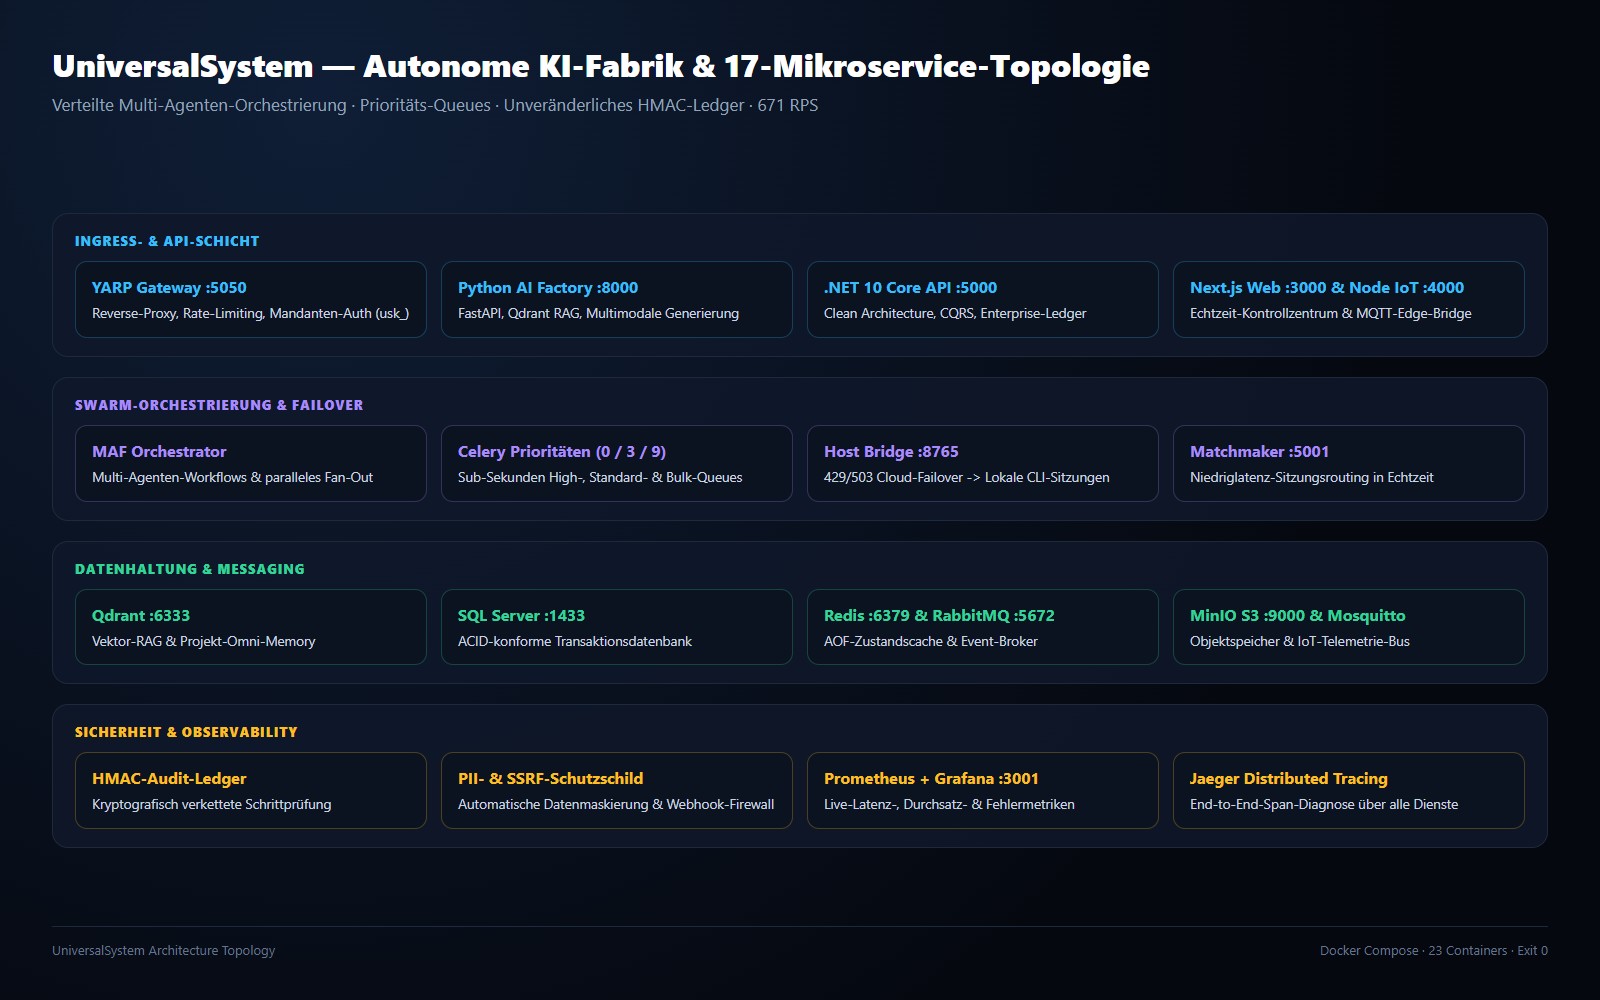 UniversalSystem — Autonome KI-Fabrik & 17-Mikroservice-Topologie
Verteilte Multi-Agenten-Orchestrierung · Prioritäts-Queues · Unveränderliches HMAC-Ledger · 671 RPS
INGRESS- & API-SCHICHT
YARP Gateway :5050
Reverse-Proxy, Rate-Limiting, Mandanten-Auth (usk_)
Python AI Factory :8000
FastAPI, Qdrant RAG, Multimodale Generierung
.NET 10 Core API :5000
Clean Architecture, CQRS, Enterprise-Ledger
Next.js Web :3000 & Node IoT :4000
Echtzeit-Kontrollzentrum & MQTT-Edge-Bridge
SWARM-ORCHESTRIERUNG & FAILOVER
MAF Orchestrator
Multi-Agenten-Workflows & paralleles Fan-Out
Celery Prioritäten (0 / 3 / 9)
Sub-Sekunden High-, Standard- & Bulk-Queues
Host Bridge :8765
429/503 Cloud-Failover -> Lokale CLI-Sitzungen
Matchmaker :5001
Niedriglatenz-Sitzungsrouting in Echtzeit
DATENHALTUNG & MESSAGING
Qdrant :6333
Vektor-RAG & Projekt-Omni-Memory
SQL Server :1433
ACID-konforme Transaktionsdatenbank
Redis :6379 & RabbitMQ :5672
AOF-Zustandscache & Event-Broker
MinIO S3 :9000 & Mosquitto
Objektspeicher & IoT-Telemetrie-Bus
SICHERHEIT & OBSERVABILITY
HMAC-Audit-Ledger
Kryptografisch verkettete Schrittprüfung
PII- & SSRF-Schutzschild
Automatische Datenmaskierung & Webhook-Firewall
Prometheus + Grafana :3001
Live-Latenz-, Durchsatz- & Fehlermetriken
Jaeger Distributed Tracing
End-to-End-Span-Diagnose über alle Dienste
UniversalSystem Architecture Topology
Docker Compose · 23 Containers · Exit 0